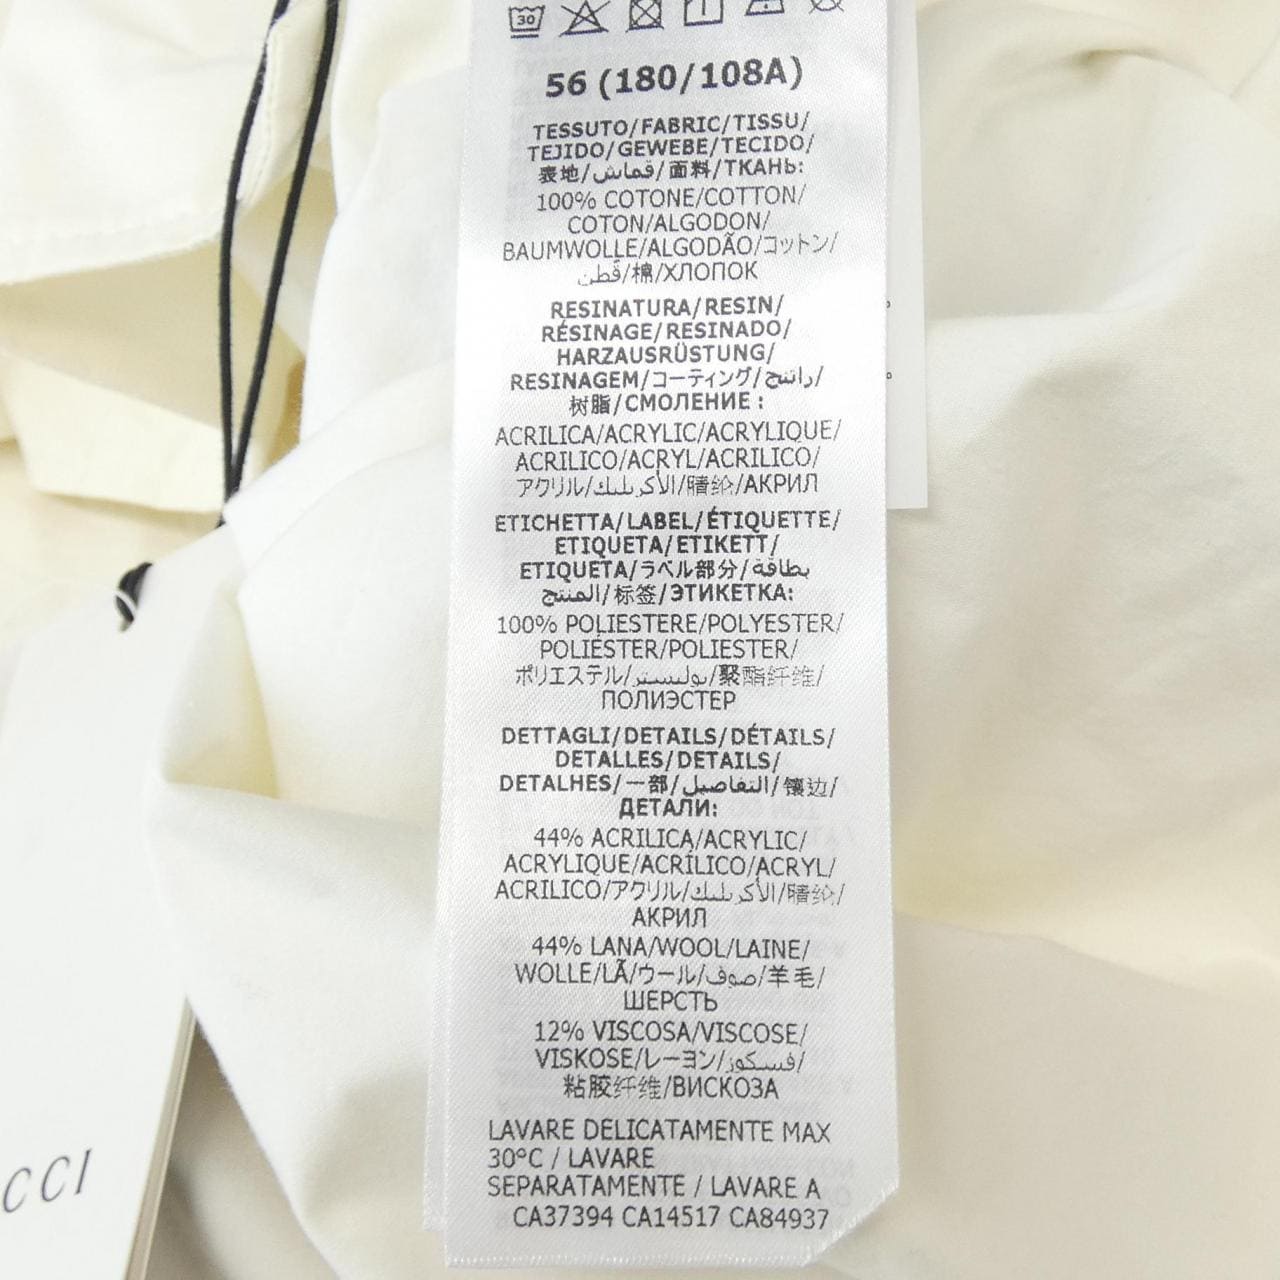 30
56 (180/108A)
TESSUTO/FABRIC/TISSU/
TEJIDO/GEWEBE/TECIDO/
表地/قماش/面料/ТКАНЬ:
100% COTONE/COTTON/
COTON/ALGODON/
BAUMWOLLE/ALGODÃO/コットン/
قطن/棉/ХЛОПОК
RESINATURA/RESIN/
RÉSINAGE/RESINADO/
HARZAUSRÜSTUNG/
RESINAGEM/コーティング/راتنج/
树脂/СМОЛЕНИЕ :
ACRILICA/ACRYLIC/ACRYLIQUE/
ACRILICO/ACRYL/ACRILICO/
アクリル/الأكريليك/腈纶/АКРИЛ
ETICHETTA/LABEL/ÉTIQUETTE/
ETIQUETA/ETIKETT/
ETIQUETA/ラベル部分/بطاقة
المنتج/标签/ЭТИКЕТКА:
100% POLIESTERE/POLYESTER/
POLIÉSTER/POLIESTER/
ポリエステル/بوليستر/聚酯纤维/
ПОЛИЭСТЕР
DETTAGLI/DETAILS/DÉTAILS/
DETALLES/DETAILS/
DETALHES/一部/التفاصيل/镶边/
ДЕТАЛИ:
44% ACRILICA/ACRYLIC/
ACRYLIQUE/ACRÍLICO/ACRYL/
ACRILICO/アクリル/الأكريليك/腈纶/
АКРИЛ
44% LANA/WOOL/LAINE/
WOLLE/LÃ/ウール/صوف/羊毛/
ШЕРСТЬ
12% VISCOSA/VISCOSE/
VISKOSE/レーヨン/فسكوز/
粘胶纤维/ВИСКОЗА
LAVARE DELICATAMENTE MAX
30°C / LAVARE
SEPARATAMENTE / LAVARE A
CA37394 CA14517 CA84937
CCI